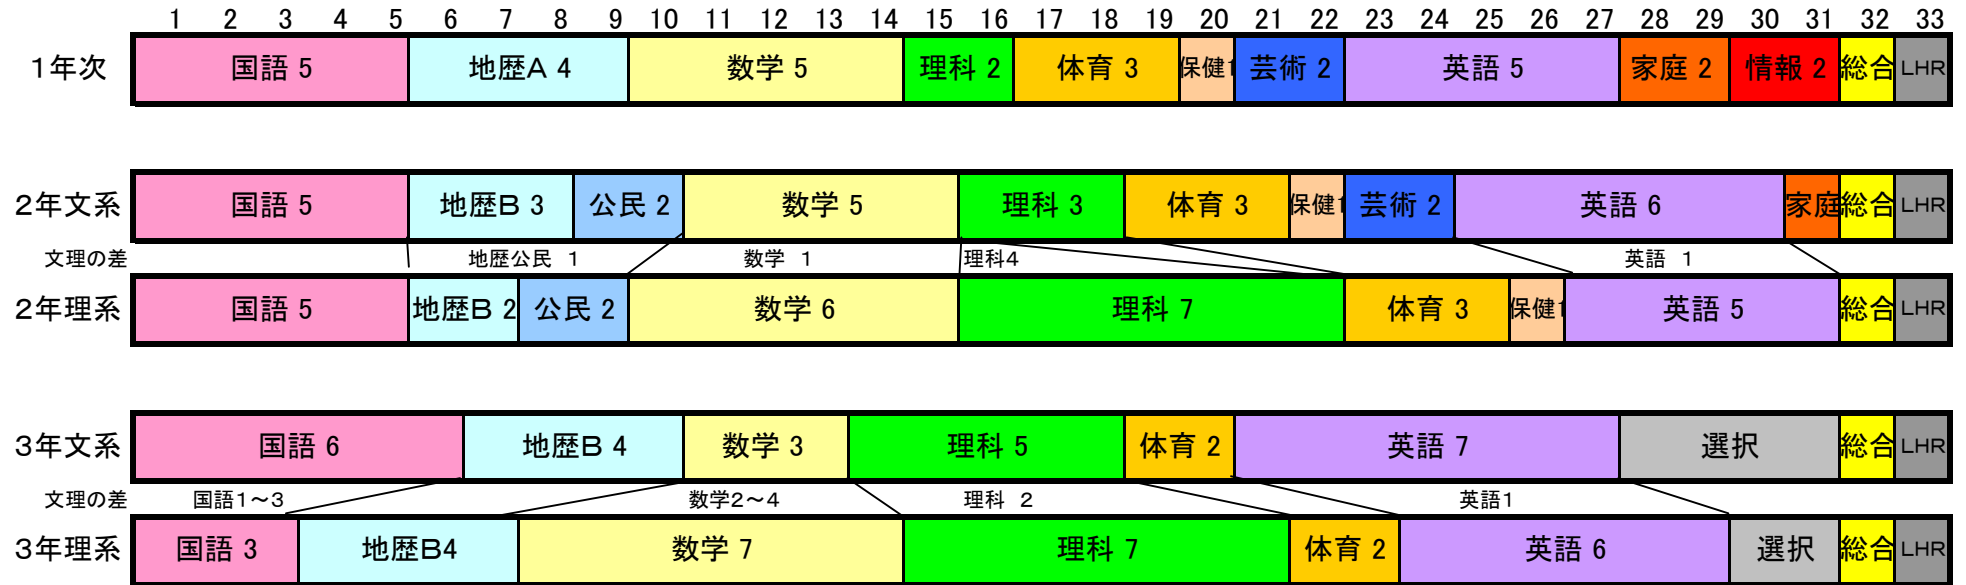 1 2 3 4 5 6 7 8 9 10 11 12 13 14 15 16 17 18 19 20 21 22 23 24 25 26 27 28 29 30 31 32 33
1年次 国語 5 地歴A 4 数学 5 理科 2 体育 3 保健1 芸術 2 英語 5 家庭 2 情報 2 総合 LHR
2年文系 国語 5 地歴B 3 公民 2 数学 5 理科 3 体育 3 保健1 芸術 2 英語 6 家庭 総合 LHR
文理の差 地歴公民 1 数学 1 理科4 英語 1
2年理系 国語 5 地歴B 2 公民 2 数学 6 理科 7 体育 3 保健1 英語 5 総合 LHR
3年文系 国語 6 地歴B 4 数学 3 理科 5 体育 2 英語 7 選択 総合 LHR
文理の差 国語1～3 数学2～4 理科 2 英語1
3年理系 国語 3 地歴B4 数学 7 理科 7 体育 2 英語 6 選択 総合 LHR